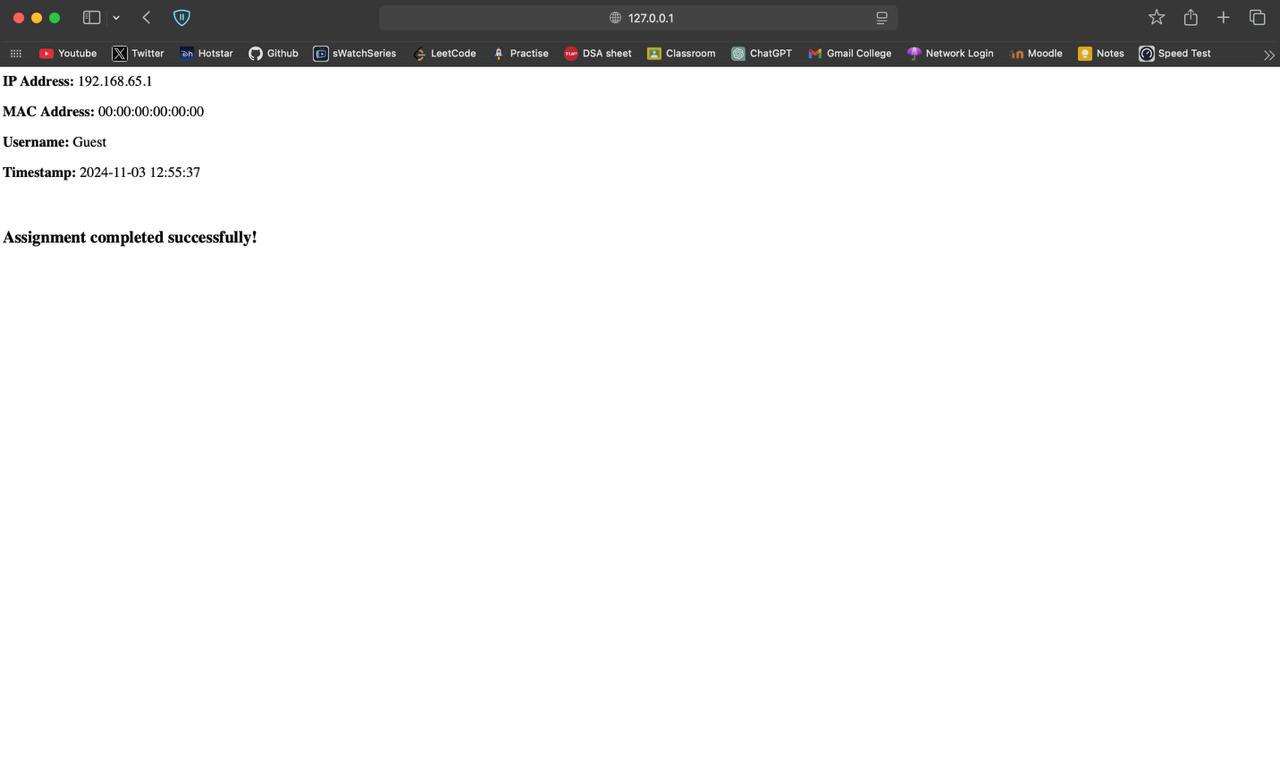 127.0.0.1
Youtube Twitter Hotstar Github sWatchSeries LeetCode Practise DSA sheet Classroom ChatGPT Gmail College Network Login Moodle Notes Speed Test
IP Address: 192.168.65.1
MAC Address: 00:00:00:00:00:00
Username: Guest
Timestamp: 2024-11-03 12:55:37
Assignment completed successfully!